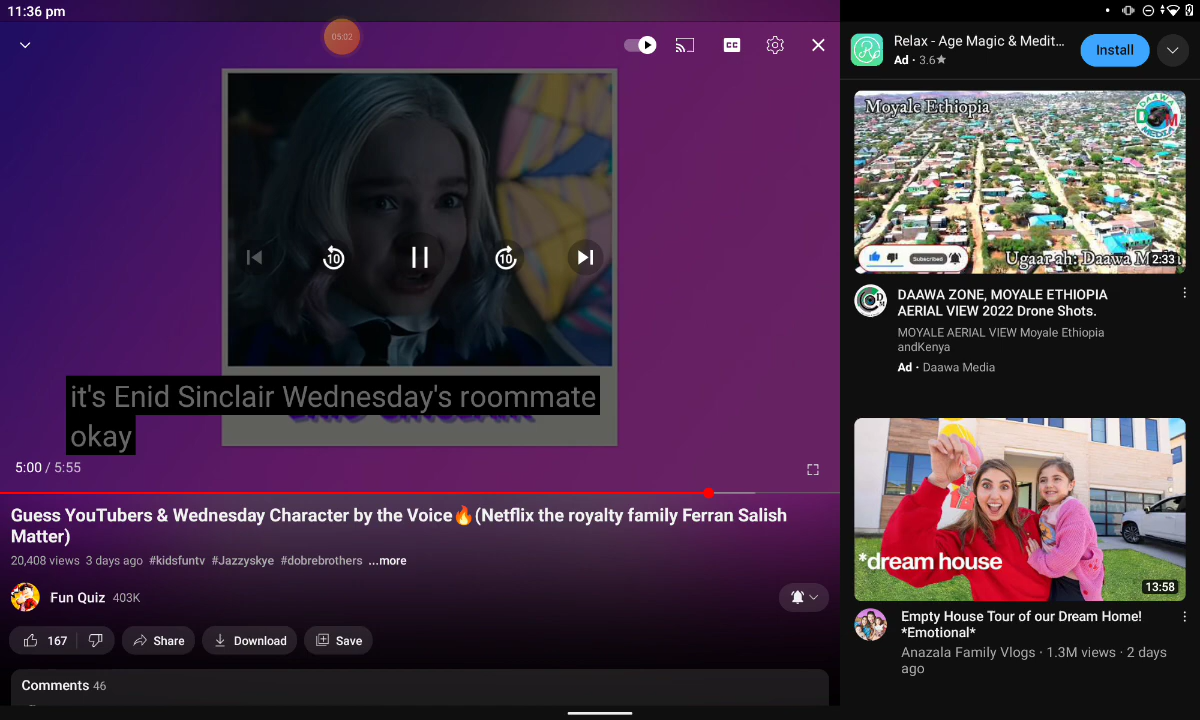 11:36 pm
05:02
CC
10
10
it's Enid Sinclair Wednesday's roommate
okay
5:00 / 5:55
Guess YouTubers & Wednesday Character by the Voice🔥(Netflix the royalty family Ferran Salish
Matter)
20,408 views 3 days ago #kidsfuntv #Jazzyskye #dobrebrothers ...more
Fun Quiz 403K
167
Share
Download
Save
Comments 46
Relax - Age Magic & Medit...
Ad · 3.6★
Install
Moyale Ethiopia
DAAWA
MEDIA
Subscribed
2:33
DAAWA ZONE, MOYALE ETHIOPIA
AERIAL VIEW 2022 Drone Shots.
MOYALE AERIAL VIEW Moyale Ethiopia
andKenya
Ad · Daawa Media
*dream house
13:58
Empty House Tour of our Dream Home!
*Emotional*
Anazala Family Vlogs · 1.3M views · 2 days
ago